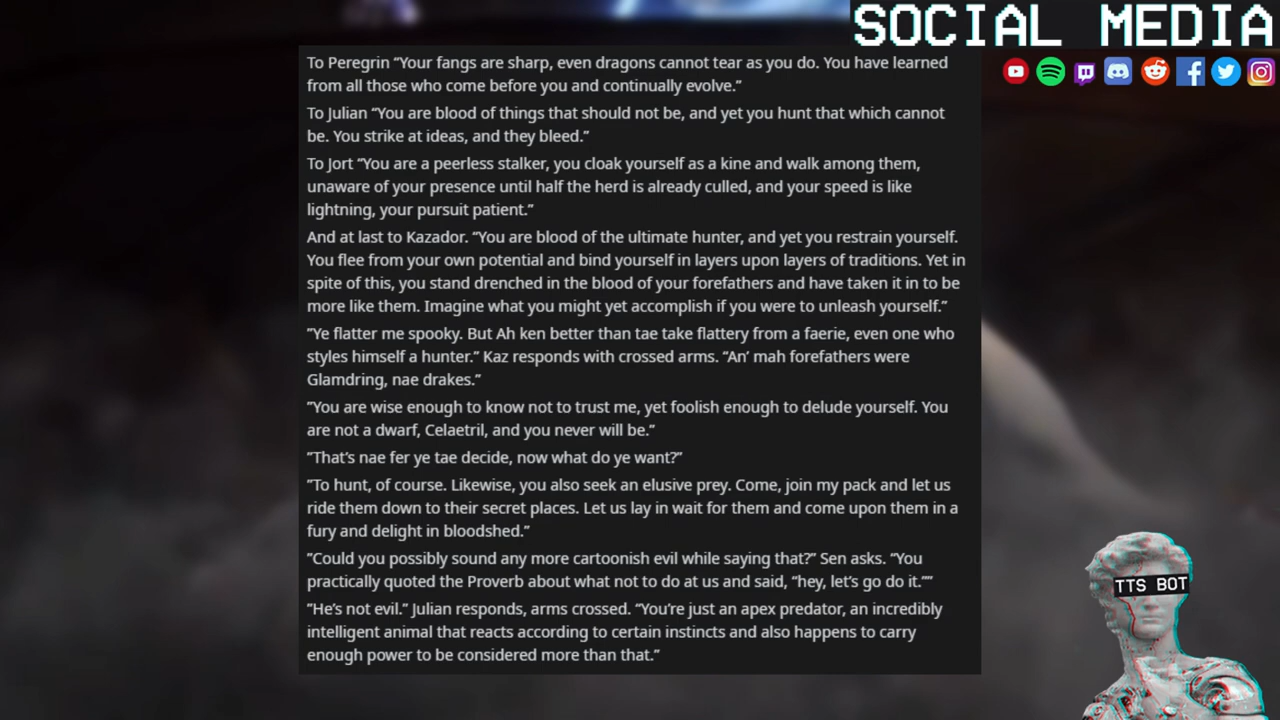 SOCIAL MEDIA
To Peregrin “Your fangs are sharp, even dragons cannot tear as you do. You have learned
from all those who come before you and continually evolve.”
To Julian “You are blood of things that should not be, and yet you hunt that which cannot
be. You strike at ideas, and they bleed.”
To Jort “You are a peerless stalker, you cloak yourself as a kine and walk among them,
unaware of your presence until half the herd is already culled, and your speed is like
lightning, your pursuit patient.”
And at last to Kazador. “You are blood of the ultimate hunter, and yet you restrain yourself.
You flee from your own potential and bind yourself in layers upon layers of traditions. Yet in
spite of this, you stand drenched in the blood of your forefathers and have taken it in to be
more like them. Imagine what you might yet accomplish if you were to unleash yourself.”
“Ye flatter me spooky. But Ah ken better than tae take flattery from a faerie, even one who
styles himself a hunter.” Kaz responds with crossed arms. “An’ mah forefathers were
Glamdring, nae drakes.”
“You are wise enough to know not to trust me, yet foolish enough to delude yourself. You
are not a dwarf, Celaetril, and you never will be.”
“That’s nae fer ye tae decide, now what do ye want?”
“To hunt, of course. Likewise, you also seek an elusive prey. Come, join my pack and let us
ride them down to their secret places. Let us lay in wait for them and come upon them in a
fury and delight in bloodshed.”
“Could you possibly sound any more cartoonish evil while saying that?” Sen asks. “You
practically quoted the Proverb about what not to do at us and said, “hey, let’s go do it.””
“He’s not evil.” Julian responds, arms crossed. “You’re just an apex predator, an incredibly
intelligent animal that reacts according to certain instincts and also happens to carry
enough power to be considered more than that.”
TTS BOT